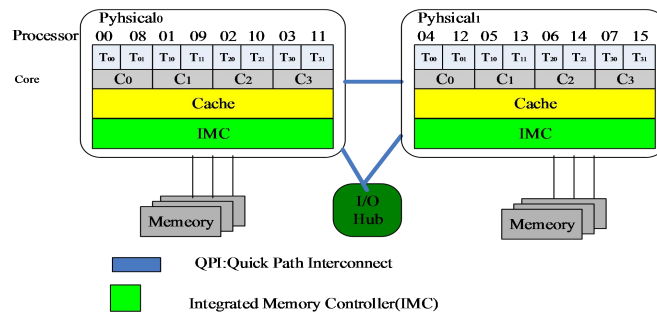 Pyhsical0 Pyhsical1
Processor 00 08 01 09 02 10 03 11 04 12 05 13 06 14 07 15
T00 T01 T10 T11 T20 T21 T30 T31 T00 T01 T10 T11 T20 T21 T30 T31
Core C0 C1 C2 C3 C0 C1 C2 C3
Cache Cache
IMC IMC
I/O
Hub
Memeory Memeory
QPI:Quick Path Interconnect
Integrated Memory Controller(IMC)